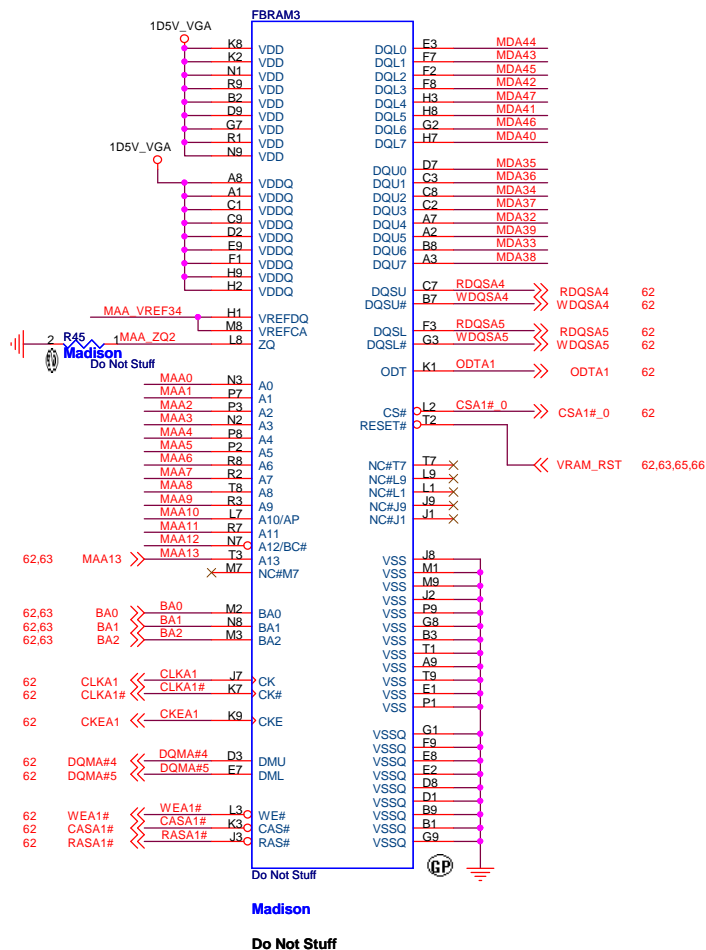 FBRAM3
1D5V_VGA
K8 VDD
K2 VDD
N1 VDD
R9 VDD
B2 VDD
D9 VDD
G7 VDD
R1 VDD
N9 VDD
1D5V_VGA
A8 VDDQ
A1 VDDQ
C1 VDDQ
C9 VDDQ
D2 VDDQ
E9 VDDQ
F1 VDDQ
H9 VDDQ
H2 VDDQ
MAA_VREF34 H1 VREFDQ
M8 VREFCA
2 R45 1 MAA_ZQ2 L8 ZQ
Madison
Do Not Stuff
MAA0 N3 A0
MAA1 P7 A1
MAA2 P3 A2
MAA3 N2 A3
MAA4 P8 A4
MAA5 P2 A5
MAA6 R8 A6
MAA7 R2 A7
MAA8 T8 A8
MAA9 R3 A9
MAA10 L7 A10/AP
MAA11 R7 A11
MAA12 N7 A12/BC#
62,63 MAA13 MAA13 T3 A13
M7 NC#M7
62,63 BA0 BA0 M2 BA0
62,63 BA1 BA1 N8 BA1
62,63 BA2 BA2 M3 BA2
62 CLKA1 CLKA1 J7 CK
62 CLKA1# CLKA1# K7 CK#
62 CKEA1 CKEA1 K9 CKE
62 DQMA#4 DQMA#4 D3 DMU
62 DQMA#5 DQMA#5 E7 DML
62 WEA1# WEA1# L3 WE#
62 CASA1# CASA1# K3 CAS#
62 RASA1# RASA1# J3 RAS#
DQL0 E3 MDA44
DQL1 F7 MDA43
DQL2 F2 MDA45
DQL3 F8 MDA42
DQL4 H3 MDA47
DQL5 H8 MDA41
DQL6 G2 MDA46
DQL7 H7 MDA40
DQU0 D7 MDA35
DQU1 C3 MDA36
DQU2 C8 MDA34
DQU3 C2 MDA37
DQU4 A7 MDA32
DQU5 A2 MDA39
DQU6 B8 MDA33
DQU7 A3 MDA38
DQSU C7 RDQSA4 RDQSA4 62
DQSU# B7 WDQSA4 WDQSA4 62
DQSL F3 RDQSA5 RDQSA5 62
DQSL# G3 WDQSA5 WDQSA5 62
ODT K1 ODTA1 ODTA1 62
CS# L2 CSA1#_0 CSA1#_0 62
RESET# T2
VRAM_RST 62,63,65,66
NC#T7 T7
NC#L9 L9
NC#L1 L1
NC#J9 J9
NC#J1 J1
VSS J8
VSS M1
VSS M9
VSS J2
VSS P9
VSS G8
VSS B3
VSS T1
VSS A9
VSS T9
VSS E1
VSS P1
VSSQ G1
VSSQ F9
VSSQ E8
VSSQ E2
VSSQ D8
VSSQ D1
VSSQ B9
VSSQ B1
VSSQ G9
GP
Do Not Stuff
Madison
Do Not Stuff